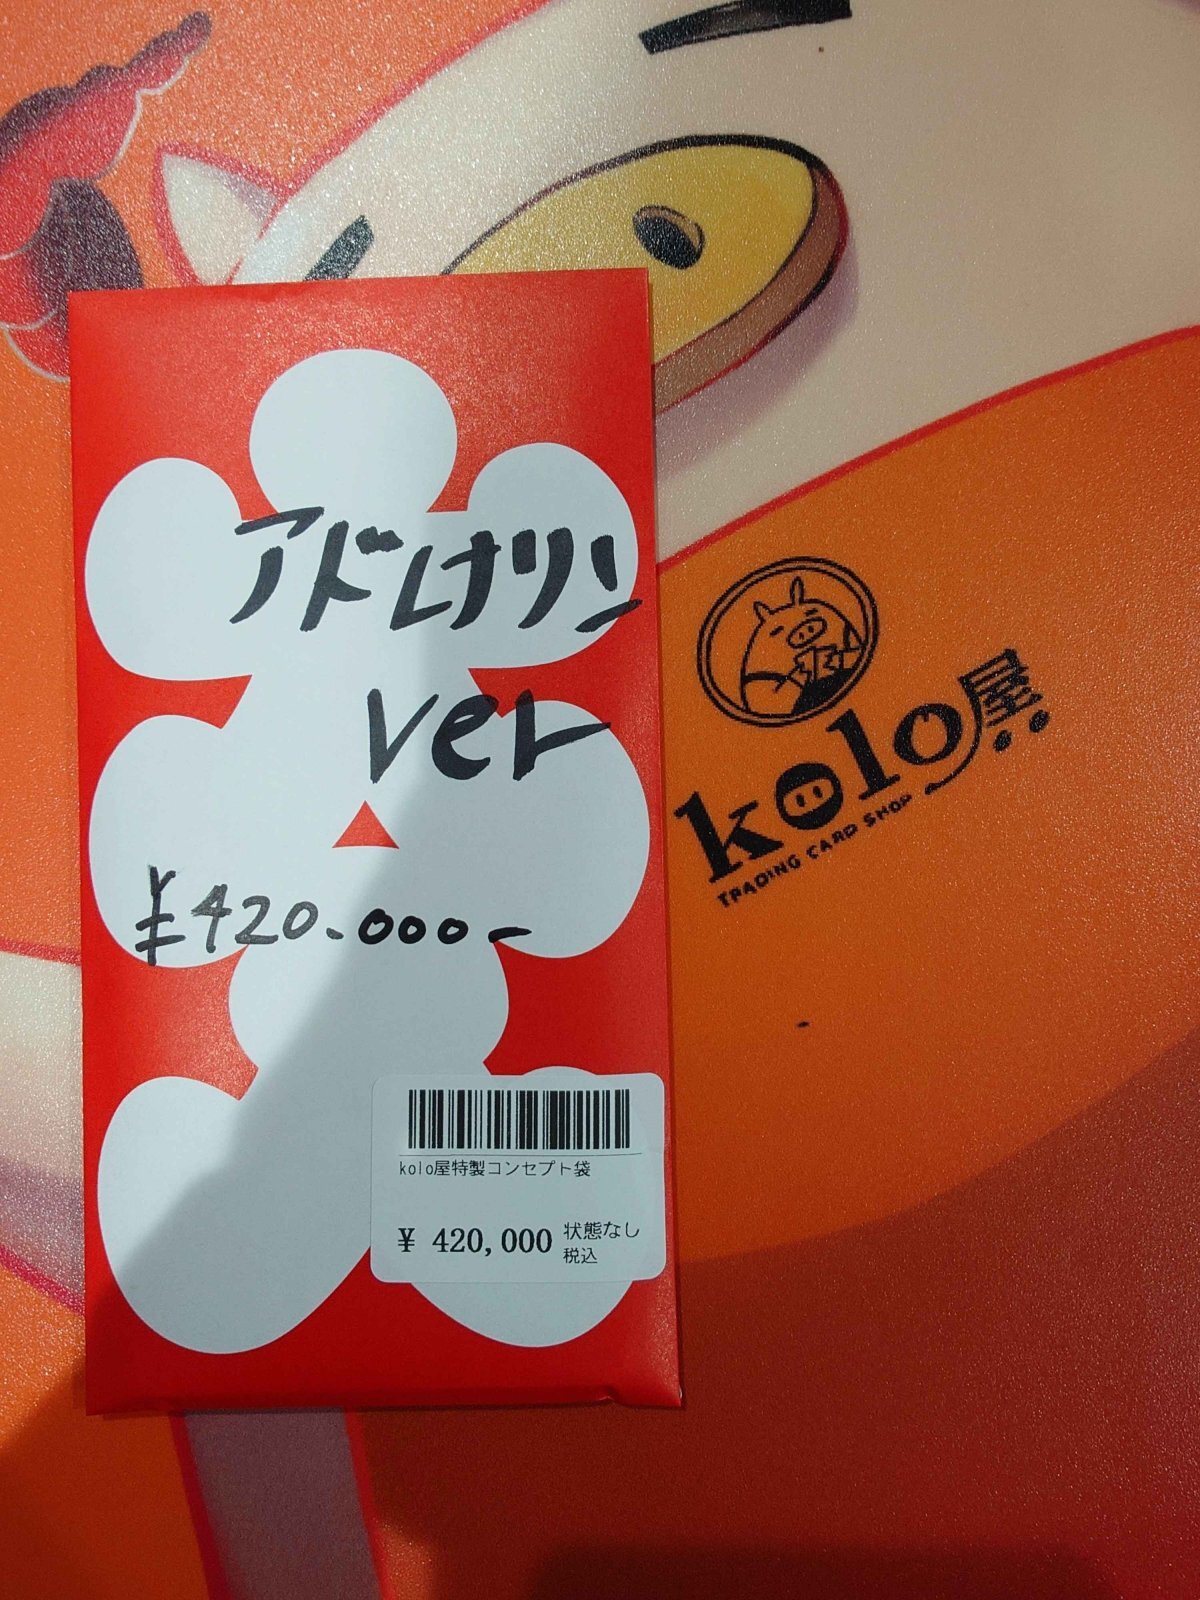 アドレナリン
ver
¥420.000-
kolo屋特製コンセプト袋
¥ 420,000 状態なし
税込
kolo屋
TRADING CARD SHOP